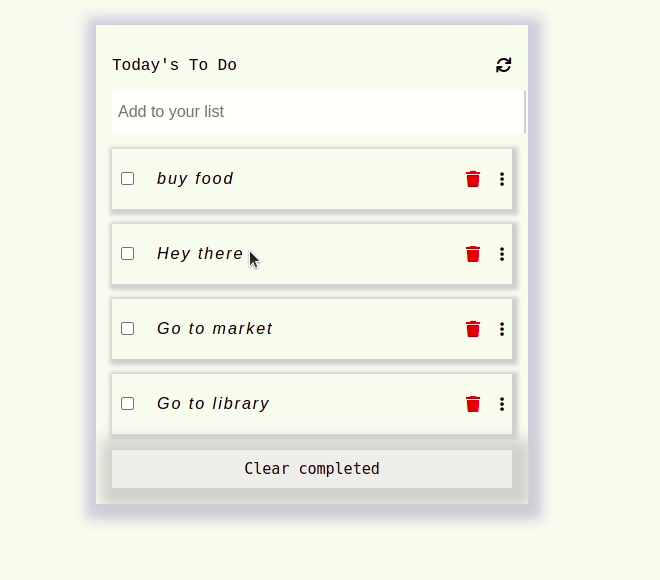 Today's To Do
Add to your list
buy food
Hey there
Go to market
Go to library
Clear completed